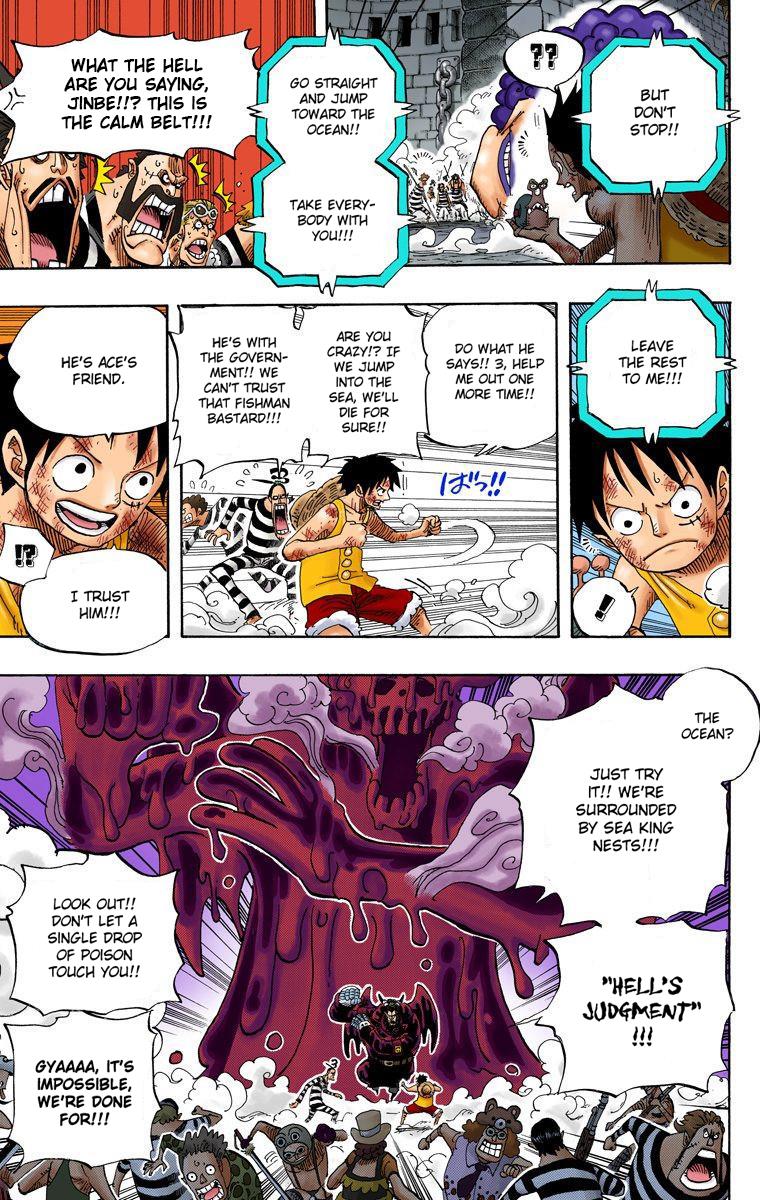 BUT
DON'T
STOP!!
??
GO STRAIGHT
AND JUMP
TOWARD THE
OCEAN!!
TAKE EVERY-
BODY WITH
YOU!!!
WHAT THE HELL
ARE YOU SAYING,
JINBE!!? THIS IS
THE CALM BELT!!!
LEAVE
THE REST
TO ME!!!
!
DO WHAT HE
SAYS!! 3, HELP
ME OUT ONE
MORE TIME!!
ばっ!!
ARE YOU
CRAZY!? IF
WE JUMP
INTO THE
SEA, WE'LL
DIE FOR
SURE!!
HE'S WITH
THE GOVERN-
MENT!! WE
CAN'T TRUST
THAT FISHMAN
BASTARD!!!
HE'S ACE'S
FRIEND.
!?
I TRUST
HIM!!!
THE
OCEAN?
JUST TRY
IT!! WE'RE
SURROUNDED
BY SEA KING
NESTS!!!
"HELL'S
JUDGMENT"
!!!
LOOK OUT!!
DON'T LET A
SINGLE DROP
OF POISON
TOUCH YOU!!
GYAAAA, IT'S
IMPOSSIBLE,
WE'RE DONE
FOR!!!